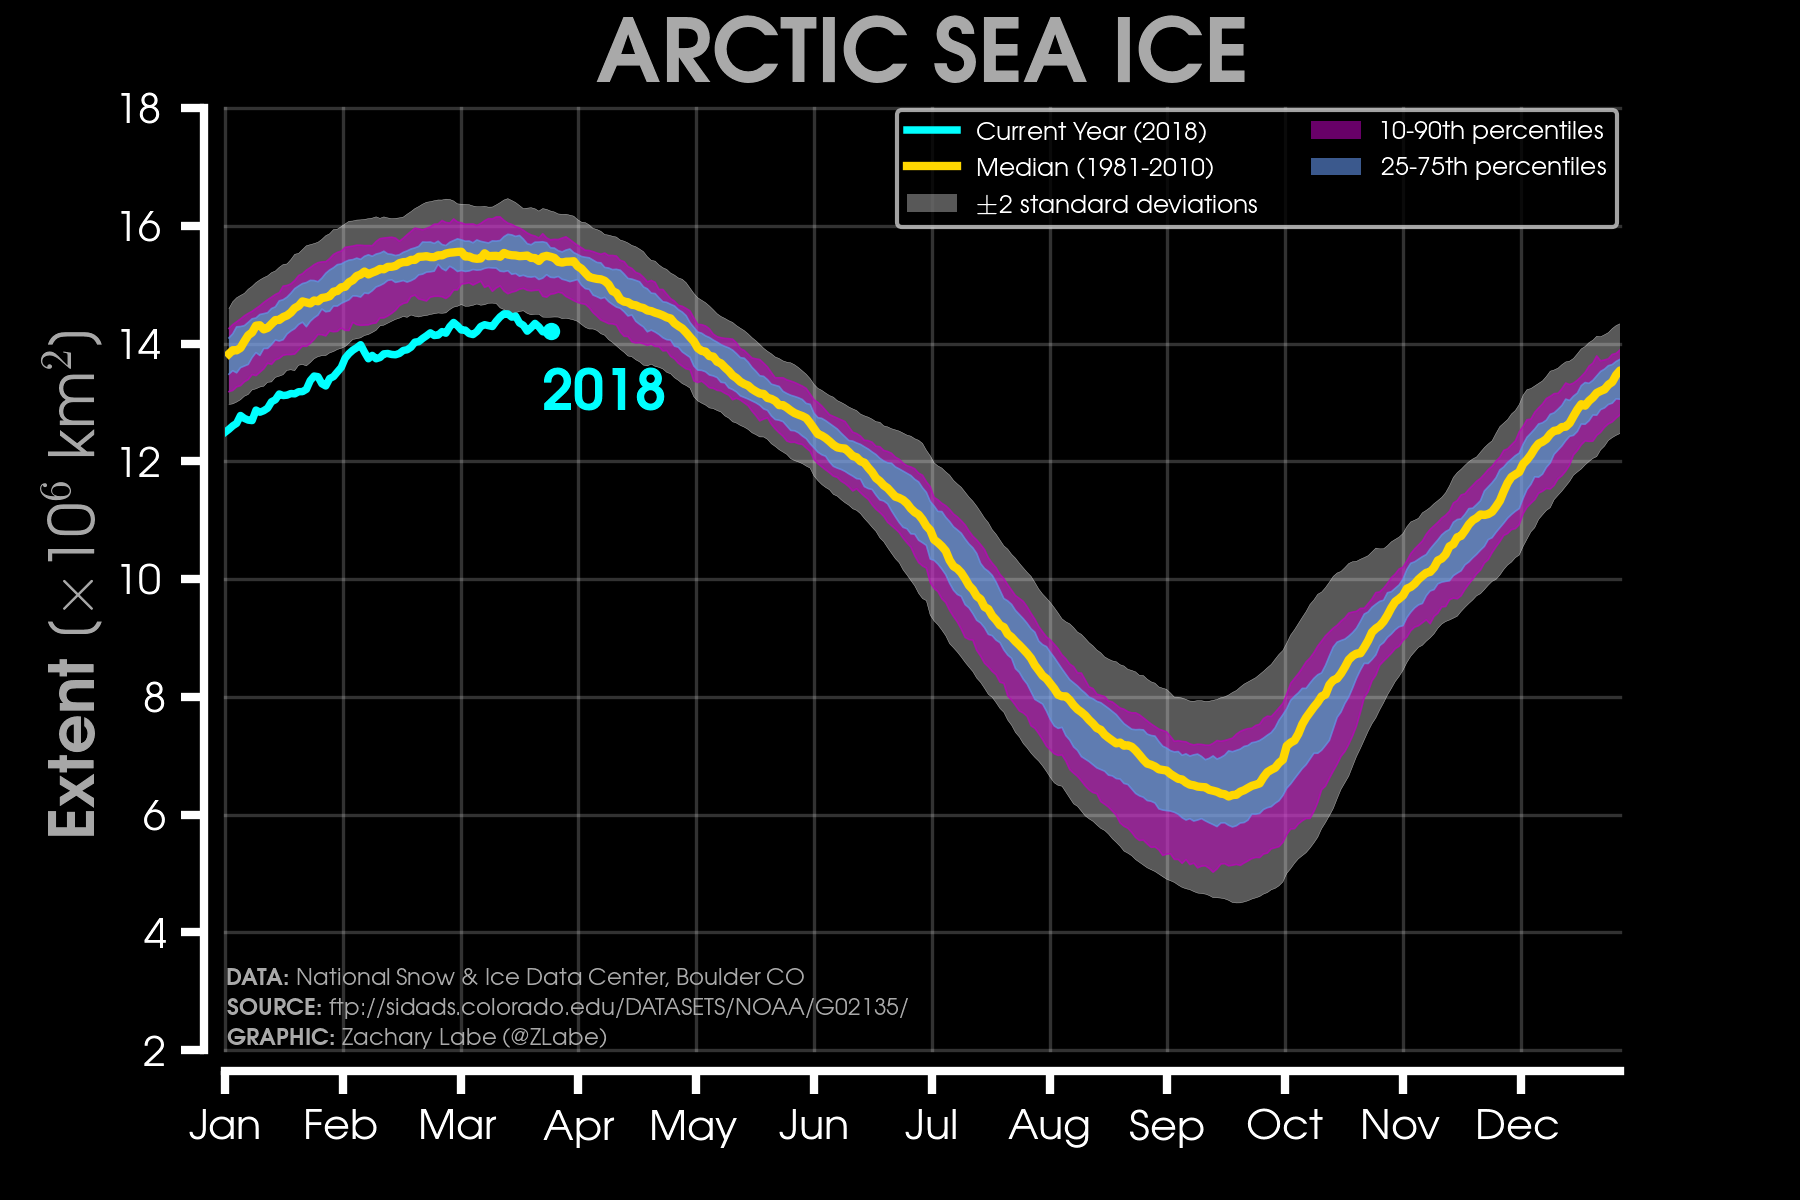 ARCTIC SEA ICE
Current Year (2018)
Median (1981-2010)
±2 standard deviations
10-90th percentiles
25-75th percentiles
Extent (×10⁶ km²)
18
16
14
12
10
8
6
4
2
2018
DATA: National Snow & Ice Data Center, Boulder CO
SOURCE: ftp://sidads.colorado.edu/DATASETS/NOAA/G02135/
GRAPHIC: Zachary Labe (@ZLabe)
Jan Feb Mar Apr May Jun Jul Aug Sep Oct Nov Dec